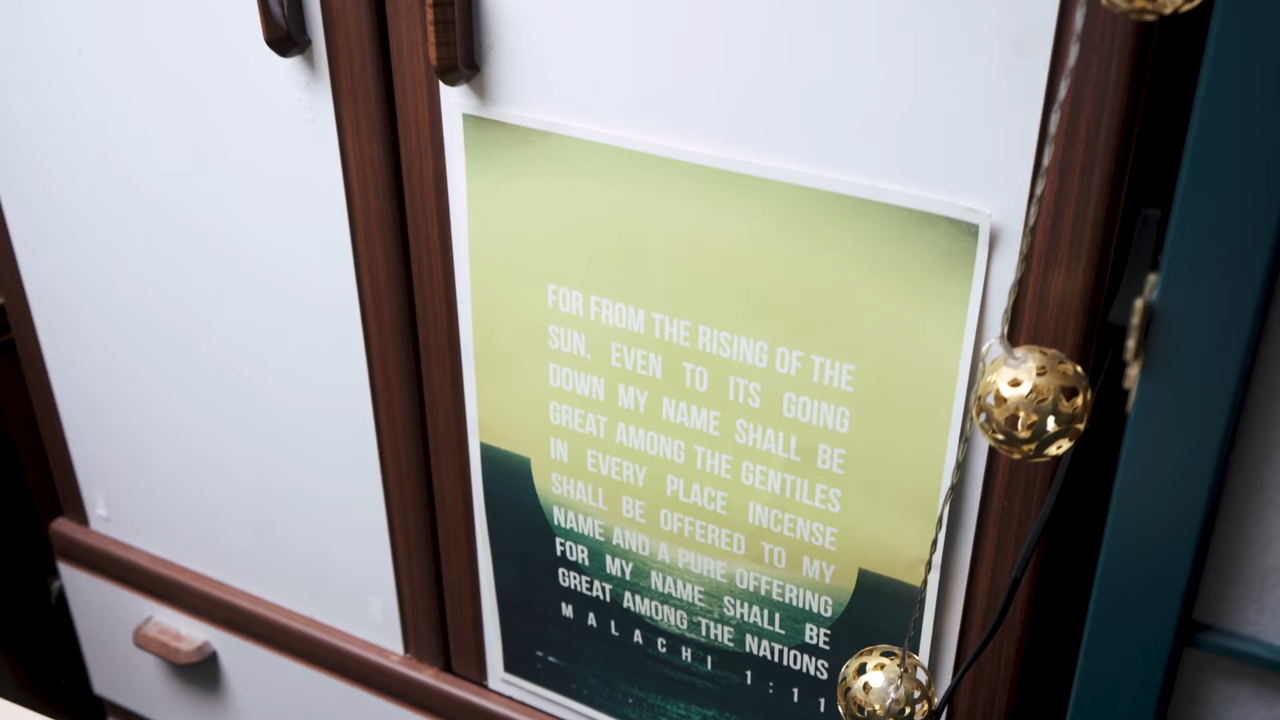 FOR FROM THE RISING OF THE
SUN, EVEN TO ITS GOING
DOWN MY NAME SHALL BE
GREAT AMONG THE GENTILES
IN EVERY PLACE INCENSE
SHALL BE OFFERED TO MY
NAME AND A PURE OFFERING
FOR MY NAME SHALL BE
GREAT AMONG THE NATIONS
MALACHI 1:11